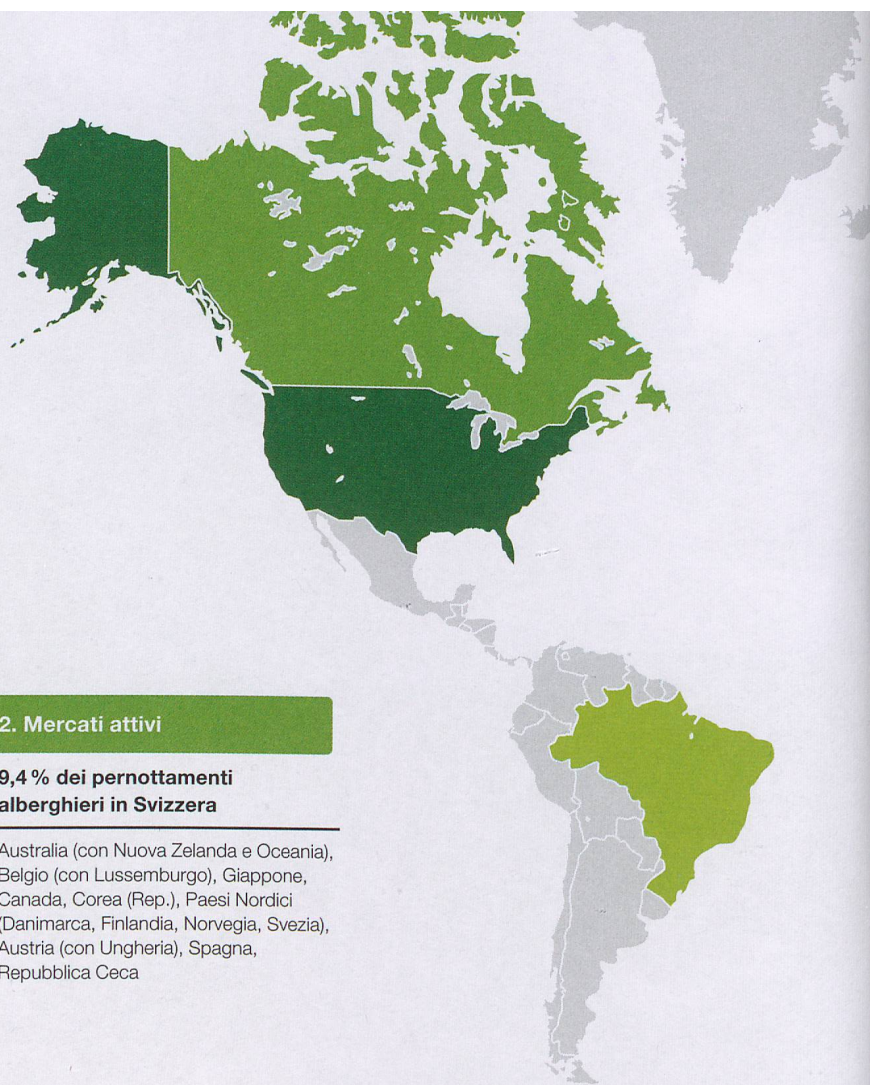 2. Mercati attivi
9,4 % dei pernottamenti
alberghieri in Svizzera
Australia (con Nuova Zelanda e Oceania),
Belgio (con Lussemburgo), Giappone,
Canada, Corea (Rep.), Paesi Nordici
(Danimarca, Finlandia, Norvegia, Svezia),
Austria (con Ungheria), Spagna,
Repubblica Ceca